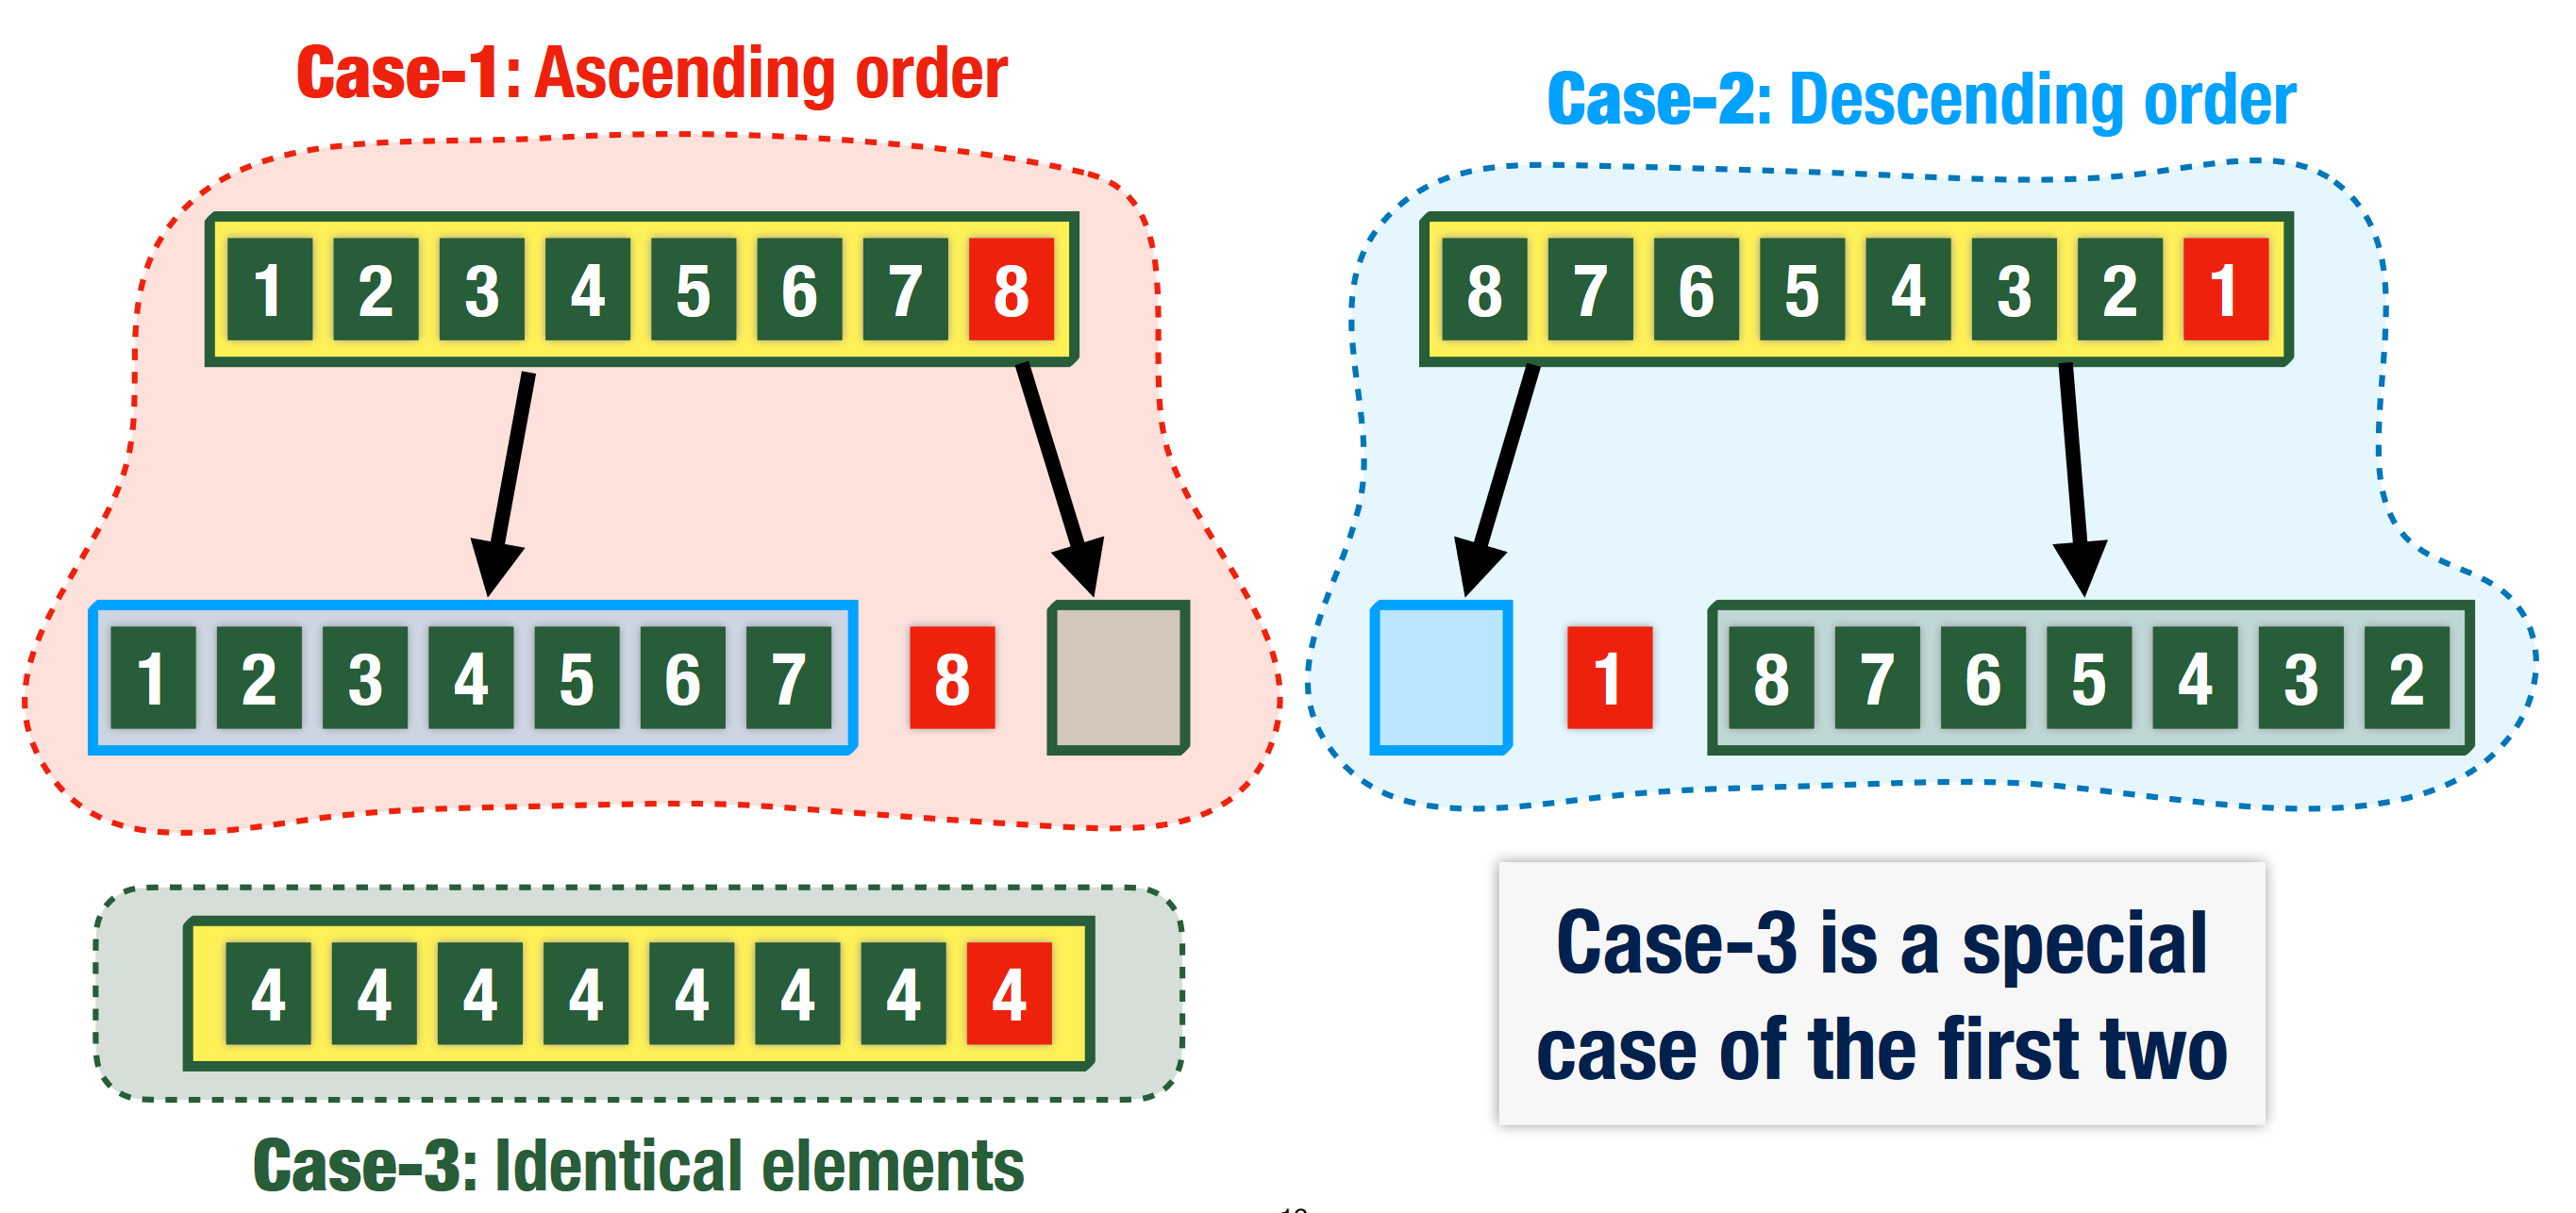 Case-1: Ascending order
1 2 3 4 5 6 7 8
1 2 3 4 5 6 7 8
Case-2: Descending order
8 7 6 5 4 3 2 1
1 8 7 6 5 4 3 2
4 4 4 4 4 4 4 4
Case-3: Identical elements
Case-3 is a special
case of the first two